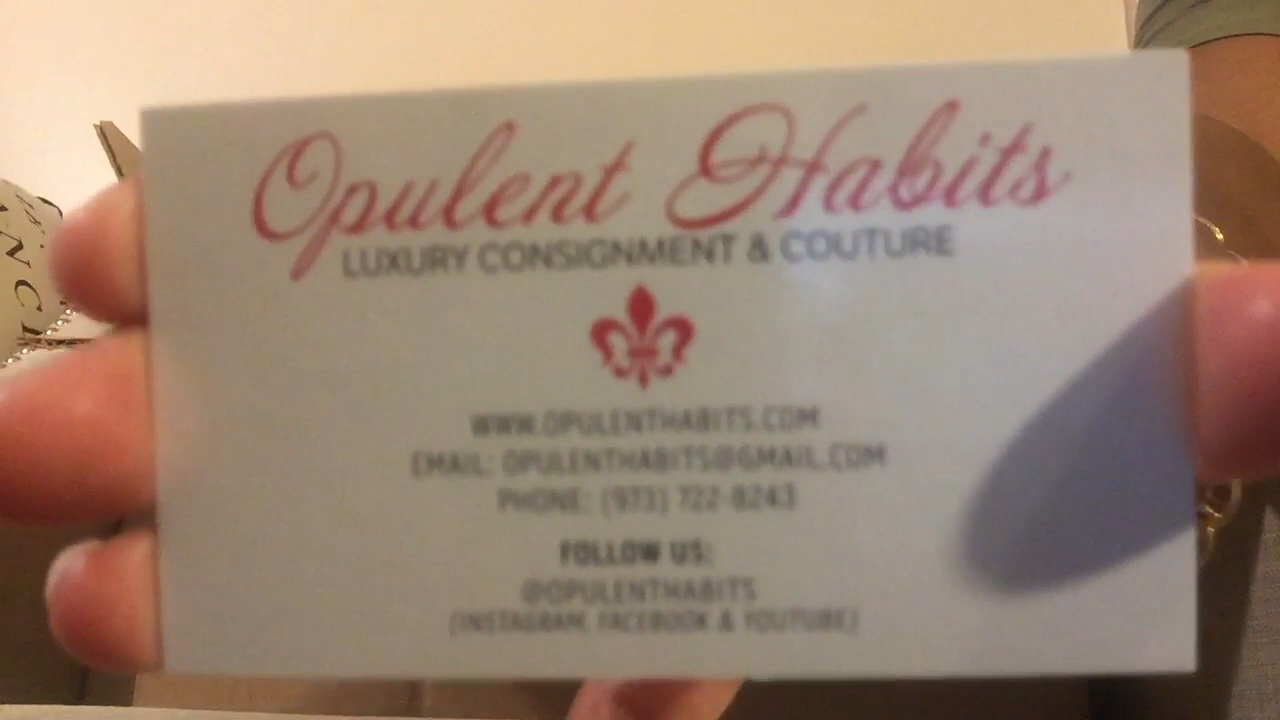 Opulent Habits
LUXURY CONSIGNMENT & COUTURE
WWW.OPULENTHABITS.COM
EMAIL: OPULENTHABITS@GMAIL.COM
PHONE: (973) 722-8243
FOLLOW US:
@OPULENTHABITS
(INSTAGRAM, FACEBOOK & YOUTUBE)